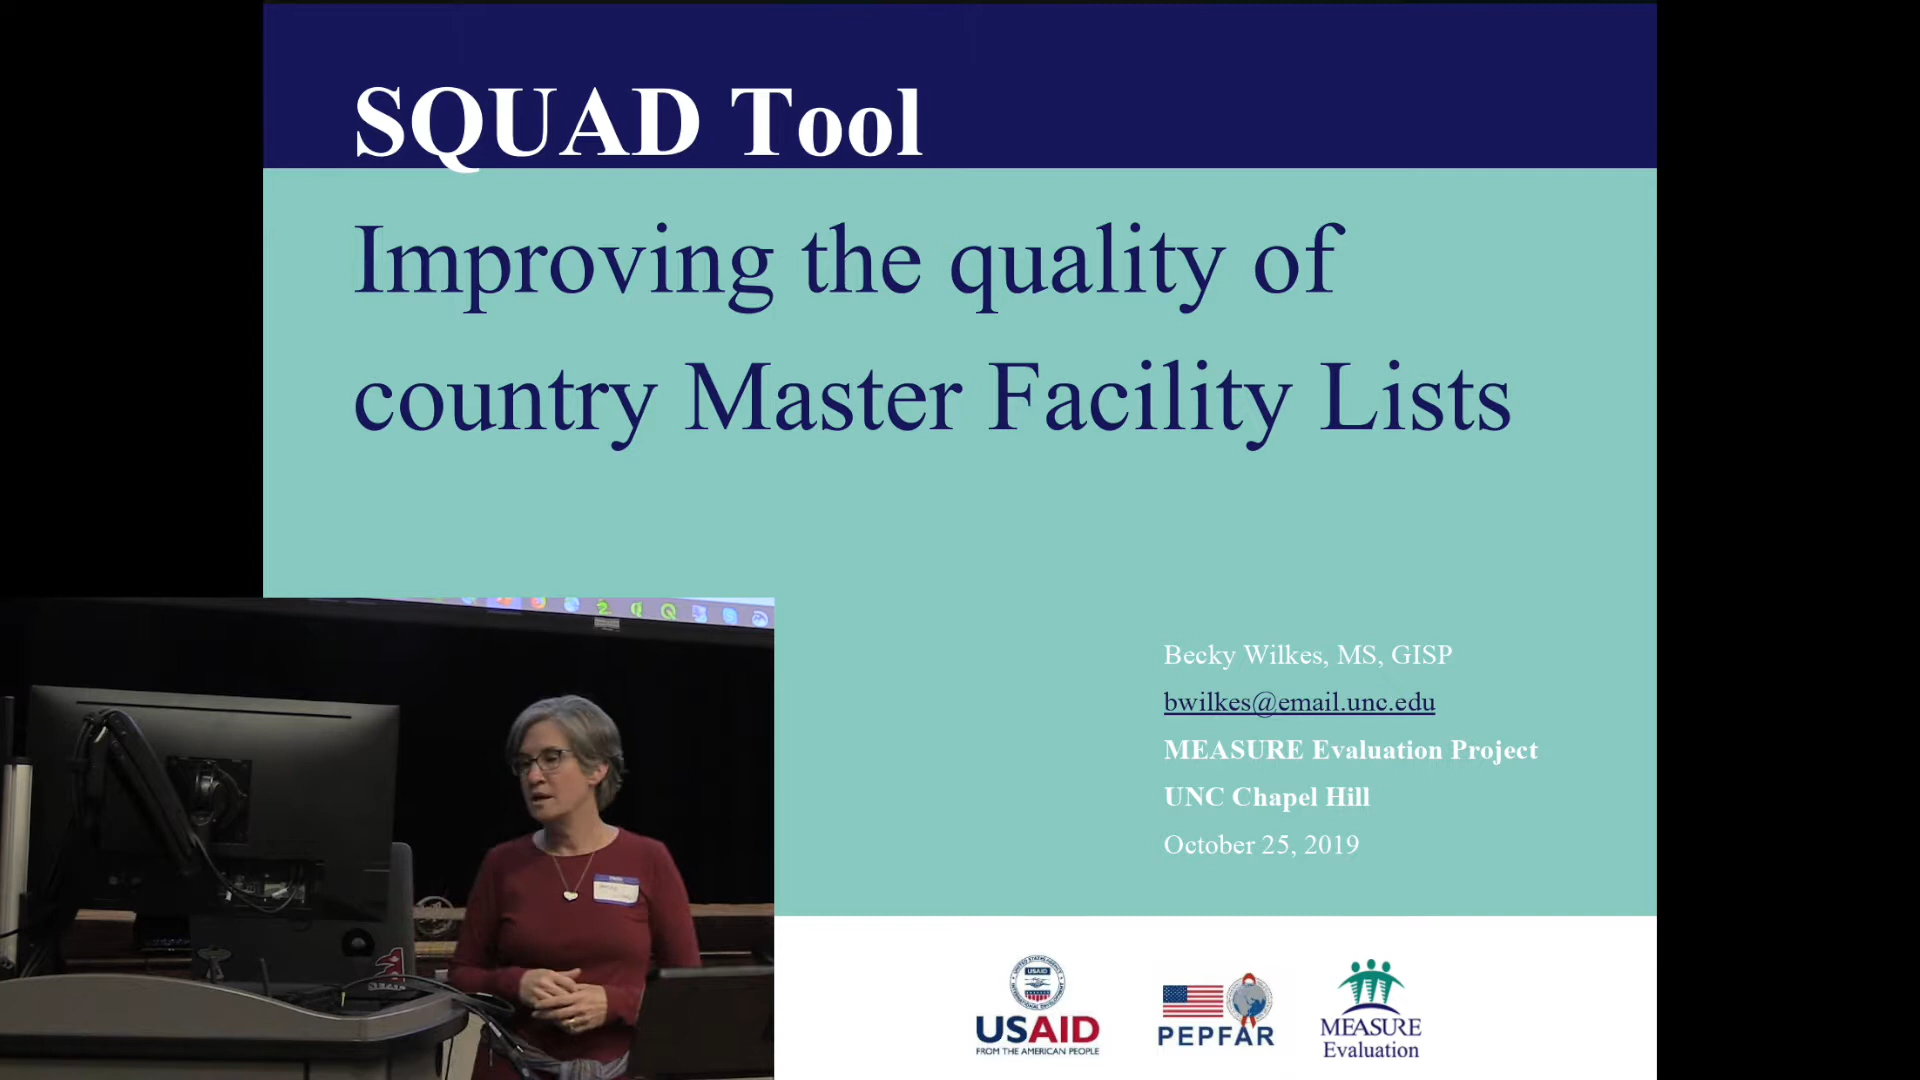 SQUAD Tool
Improving the quality of
country Master Facility Lists
Becky Wilkes, MS, GISP
bwilkes@email.unc.edu
MEASURE Evaluation Project
UNC Chapel Hill
October 25, 2019
USAID
USAID
FROM THE AMERICAN PEOPLE
PEPFAR
MEASURE
Evaluation